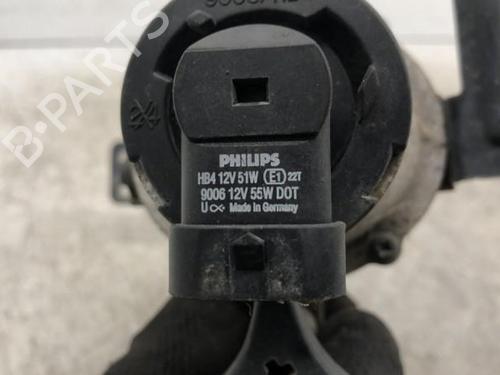 B-PARTS
PHILIPS
HB4 12V 51W E1 22T
9006 12V 55W DOT
U Made in Germany